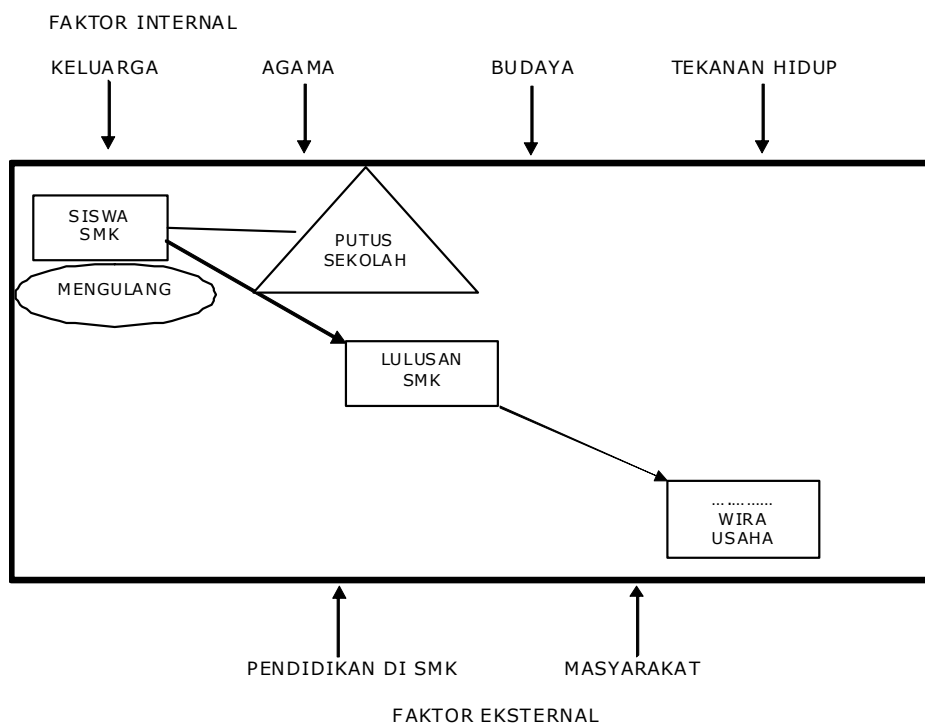 FAKTOR INTERNAL
KELUARGA AGAMA BUDAYA TEKANAN HIDUP
SISWA
SMK
PUTUS
SEKOLAH
MENGULANG
LULUSAN
SMK
............
WIRA
USAHA
PENDIDIKAN DI SMK MASYARAKAT
FAKTOR EKSTERNAL